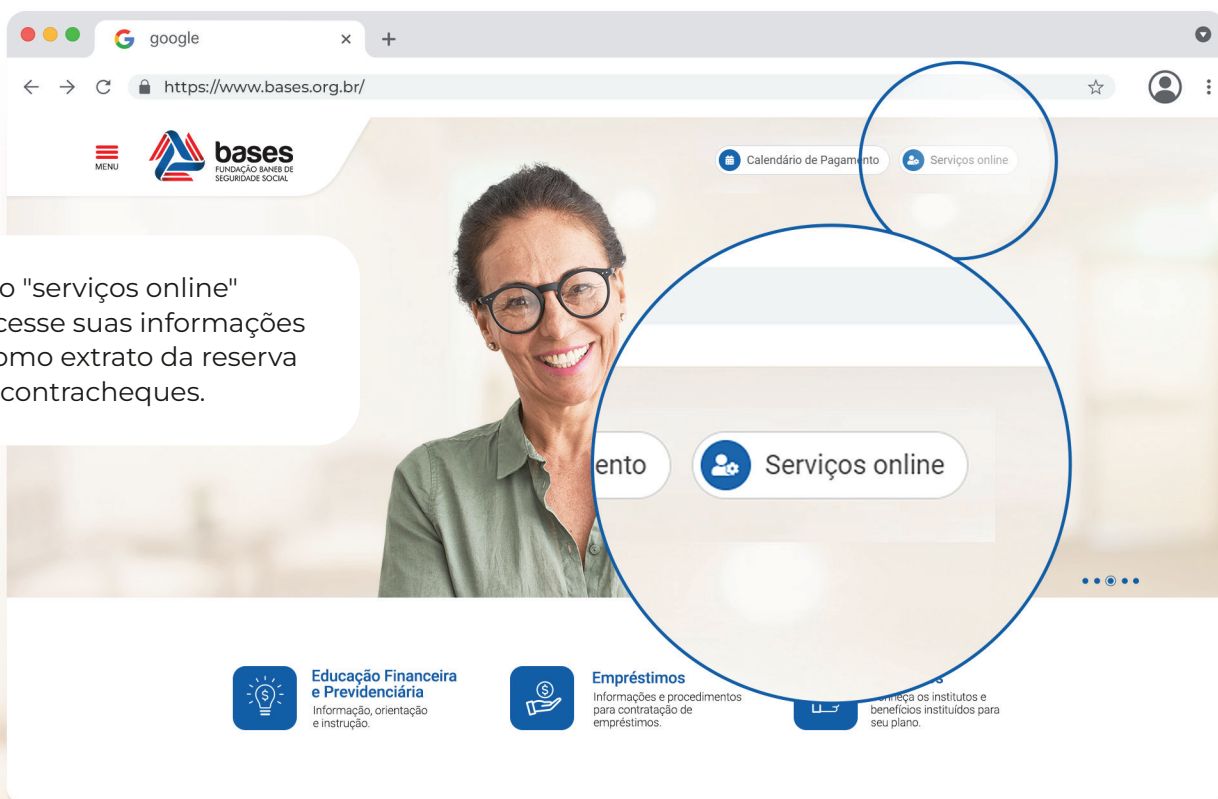 google
https://www.bases.org.br/
MENU
bases
FUNDAÇÃO BANEB DE
SEGURIDADE SOCIAL
Calendário de Pagamento
Serviços online
o "serviços online"
cesse suas informações
omo extrato da reserva
contracheques.
ento
Serviços online
Educação Financeira
e Previdenciária
Informação, orientação
e instrução.
Empréstimos
Informações e procedimentos
para contratação de
empréstimos.
os institutos e
benefícios instituídos para
seu plano.